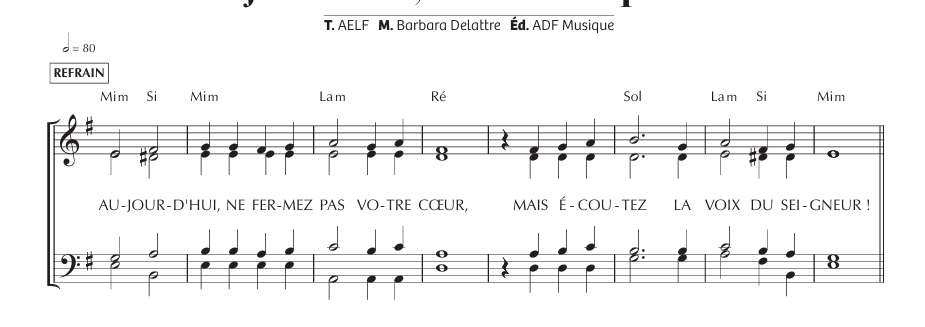 T. AELF M. Barbara Delattre Éd. ADF Musique
= 80
REFRAIN
Mim Si Mim Lam Ré Sol Lam Si Mim
AU-JOUR-D'HUI, NE FER-MEZ PAS VO-TRE CŒUR, MAIS É-COU-TEZ LA VOIX DU SEI-GNEUR !